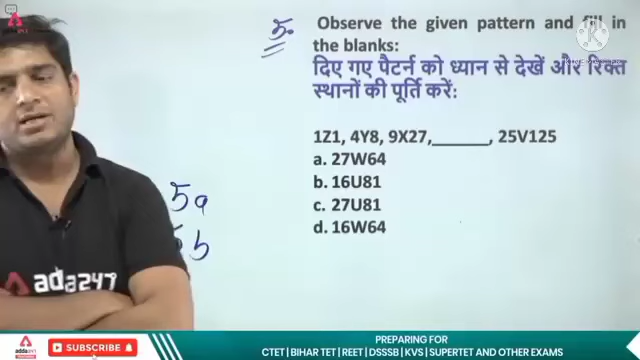 5. Observe the given pattern and fill in
the blanks:
दिए गए पैटर्न को ध्यान से देखें और रिक्त
स्थानों की पूर्ति करें:
1Z1, 4Y8, 9X27,______, 25V125
a. 27W64
b. 16U81
c. 27U81
d. 16W64
5a
b
adda247
SUBSCRIBE
PREPARING FOR
CTET | BIHAR TET | REET | DSSSB | KVS | SUPERTET AND OTHER EXAMS